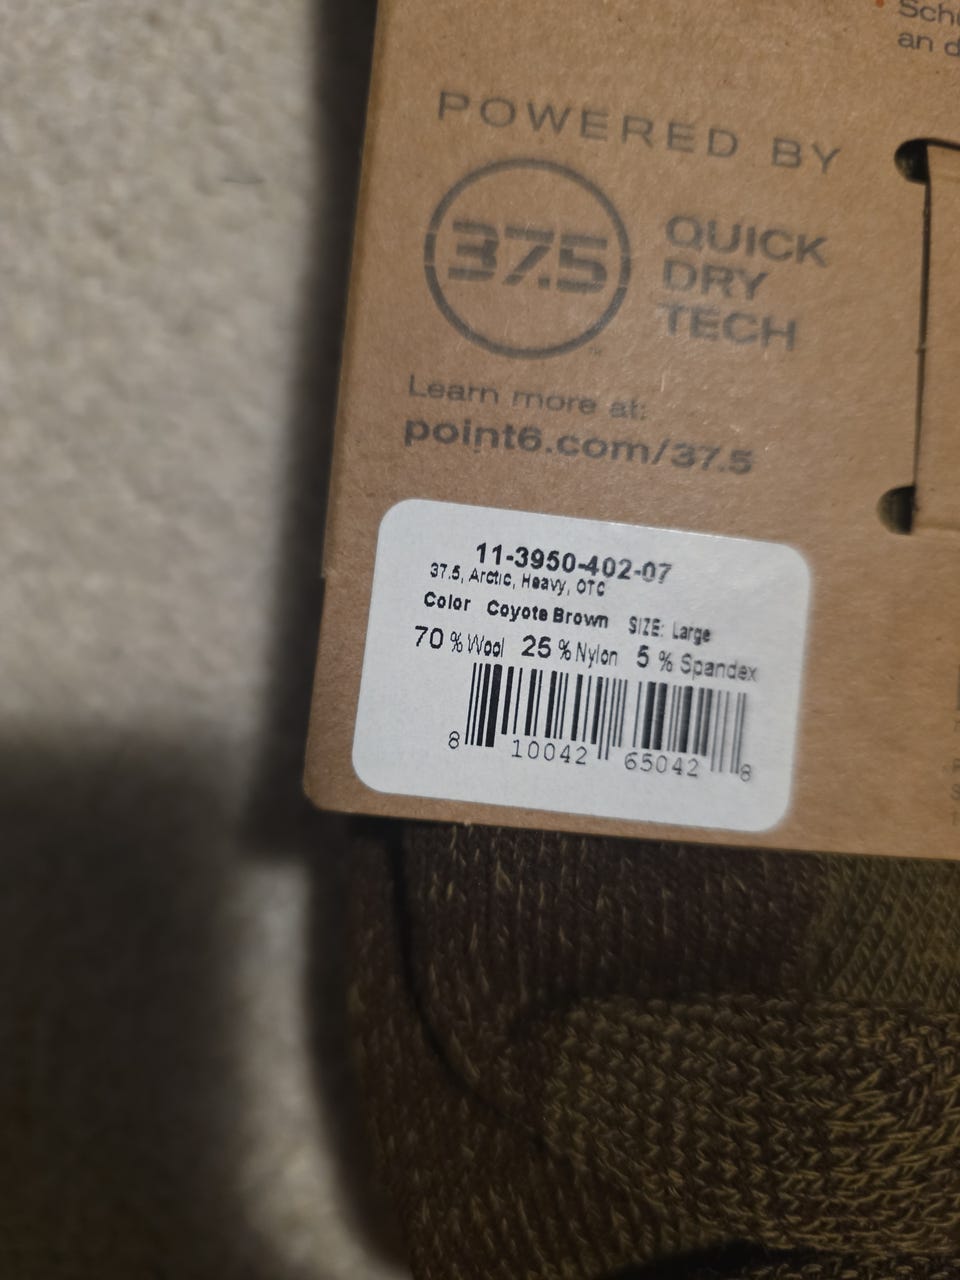 an d
POWERED BY
37.5
QUICK
DRY
TECH
Learn more at:
point6.com/37.5
11-3950-402-07
37.5, Arctic, Heavy, OTC
Color Coyote Brown SIZE: Large
70 % Wool 25 % Nylon 5 % Spandex
8 10042 65042 8